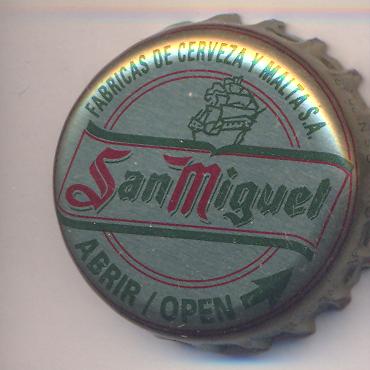 FABRICAS DE CERVEZA Y MALTA S.A.
San Miguel
ABRIR / OPEN